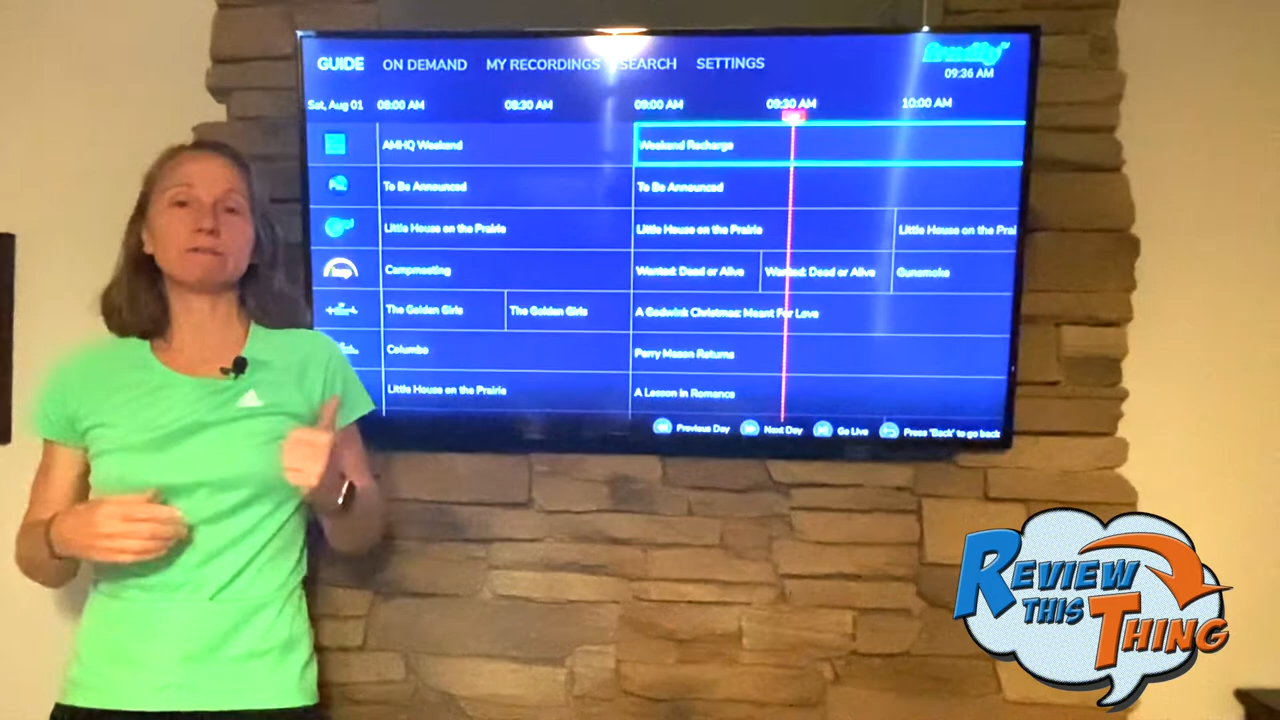 GUIDE ON DEMAND MY RECORDINGS SEARCH SETTINGS
frndly tv
09:36 AM
Sat, Aug 01 08:00 AM 08:30 AM 09:00 AM 09:30 AM 10:00 AM
AMHQ Weekend Weekend Recharge
To Be Announced To Be Announced
Little House on the Prairie Little House on the Prairie Little House on the Prai
Campmeeting Wanted: Dead or Alive Wanted: Dead or Alive Gunsmoke
The Golden Girls The Golden Girls A Godwink Christmas: Meant For Love
Columbo Perry Mason Returns
Little House on the Prairie A Lesson in Romance
Previous Day Next Day Go Live Press "Back" to go back
REVIEW
THIS THING